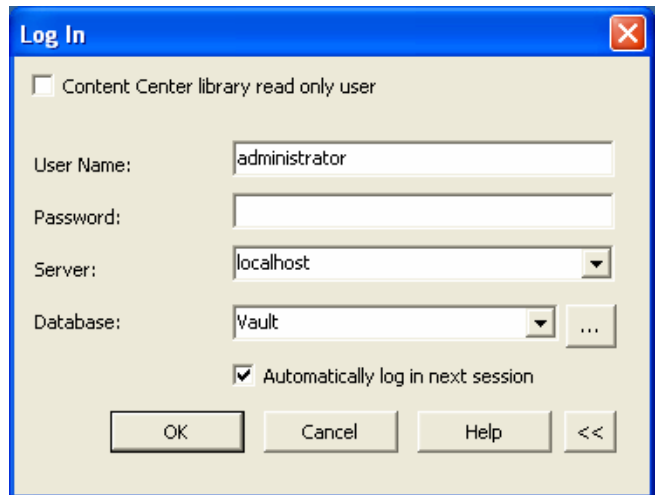 Log In
Content Center library read only user
User Name: administrator
Password:
Server: localhost
Database: Vault ...
Automatically log in next session
OK Cancel Help <<